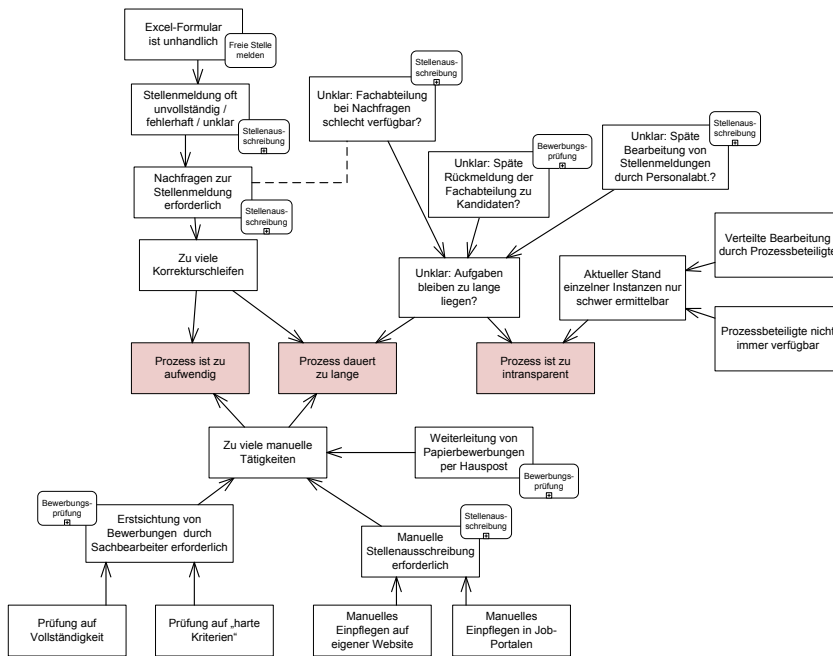 Excel-Formular
ist unhandlich
Freie Stelle
melden
Stellenmeldung oft
unvollständig /
fehlerhaft / unklar
Stellenaus-
schreibung
Nachfragen zur
Stellenmeldung
erforderlich
Stellenaus-
schreibung
Zu viele
Korrekturschleifen
Stellenaus-
schreibung
Unklar: Fachabteilung
bei Nachfragen
schlecht verfügbar?
Bewerbungs-
prüfung
Unklar: Späte
Rückmeldung der
Fachabteilung zu
Kandidaten?
Stellenaus-
schreibung
Unklar: Späte
Bearbeitung von
Stellenmeldungen
durch Personalabt.?
Unklar: Aufgaben
bleiben zu lange
liegen?
Aktueller Stand
einzelner Instanzen nur
schwer ermittelbar
Verteilte Bearbeitung
durch Prozessbeteiligte
Prozessbeteiligte nicht
immer verfügbar
Prozess ist zu
aufwendig
Prozess dauert
zu lange
Prozess ist zu
intransparent
Zu viele manuelle
Tätigkeiten
Weiterleitung von
Papierbewerbungen
per Hauspost
Bewerbungs-
prüfung
Bewerbungs-
prüfung
Erstsichtung von
Bewerbungen durch
Sachbearbeiter erforderlich
Stellenaus-
schreibung
Manuelle
Stellenausschreibung
erforderlich
Prüfung auf
Vollständigkeit
Prüfung auf „harte
Kriterien“
Manuelles
Einpflegen auf
eigener Website
Manuelles
Einpflegen in Job-
Portalen